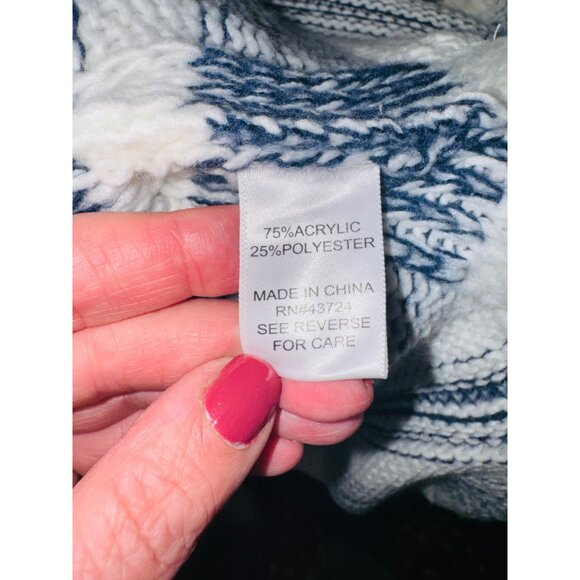 75%ACRYLIC
25%POLYESTER
MADE IN CHINA
RN#43724
SEE REVERSE
FOR CARE